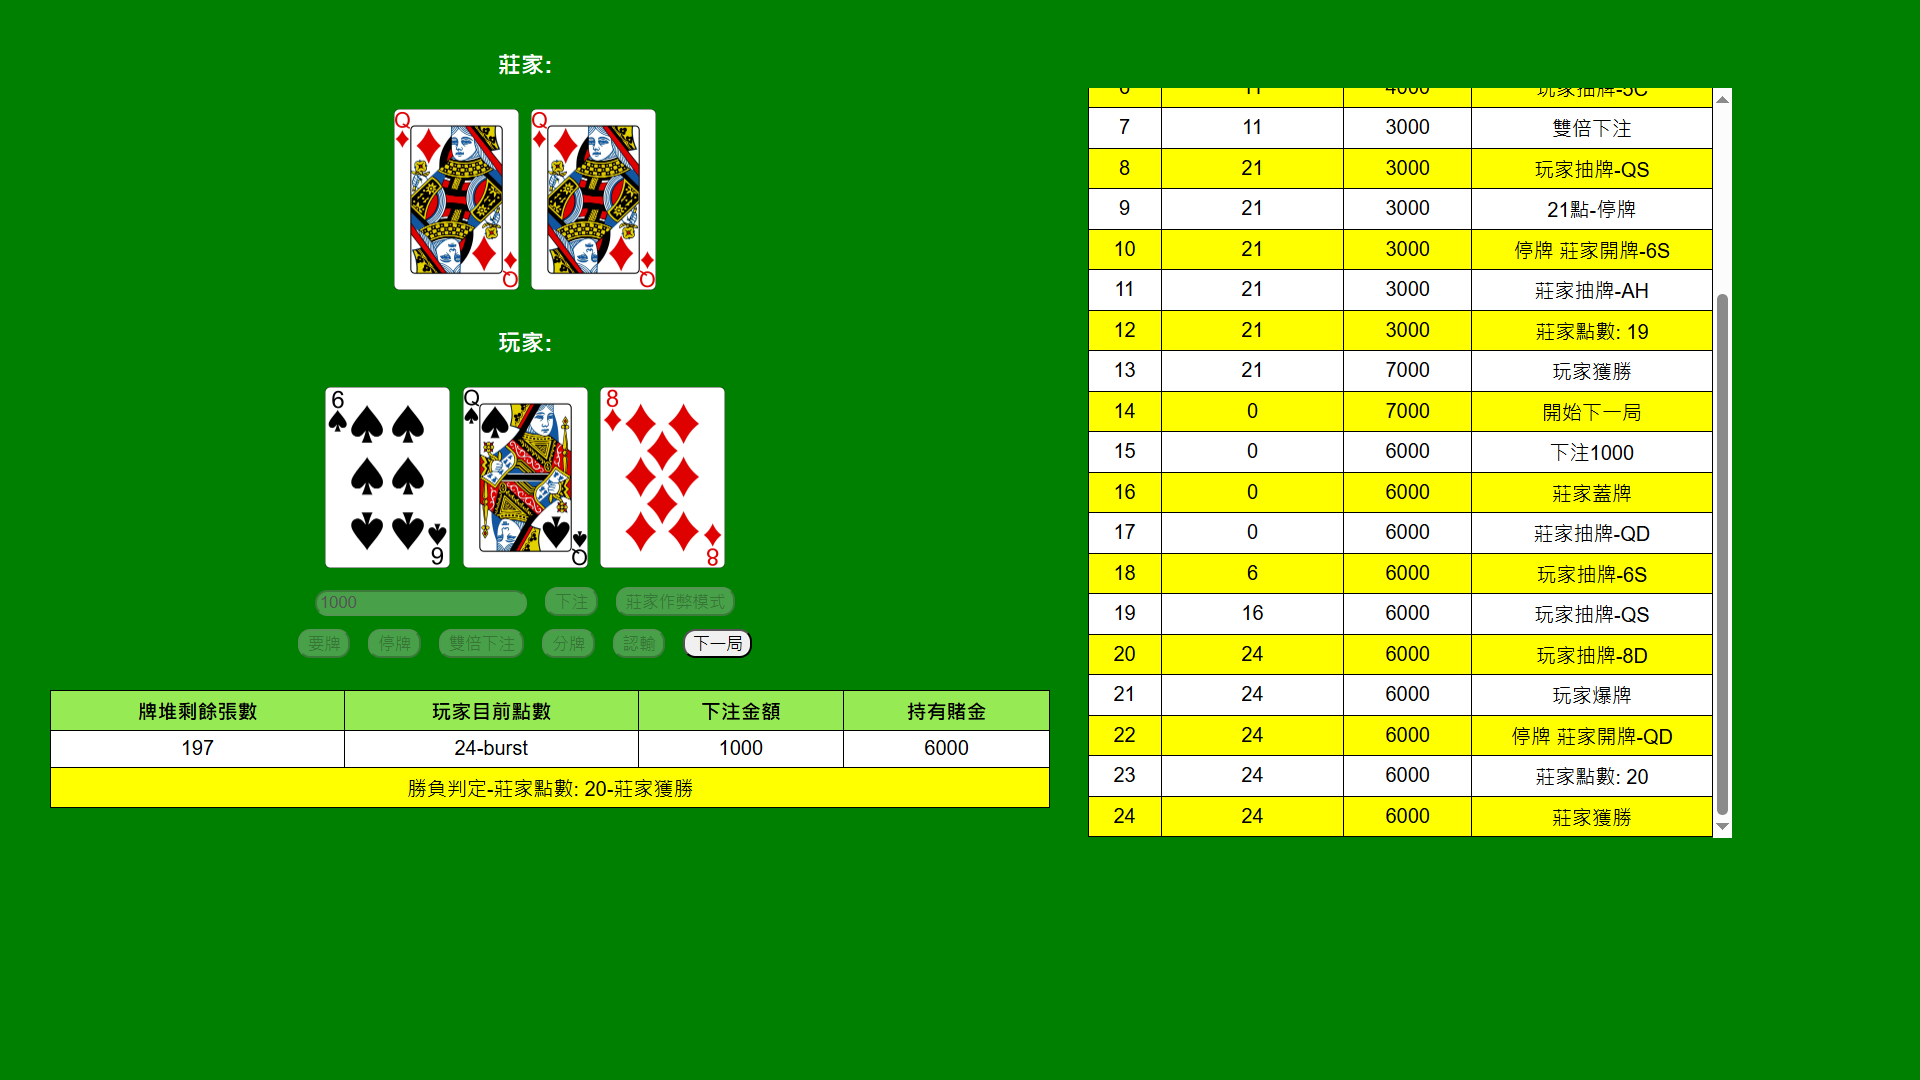 莊家:
Q
Q
Q
Q
玩家:
6
Q
8
6
Q
8
1000 下注 莊家作弊模式
要牌 停牌 雙倍下注 分牌 認輸 下一局
牌堆剩餘張數 玩家目前點數 下注金額 持有賭金
197 24-burst 1000 6000
勝負判定-莊家點數: 20-莊家獲勝
6 11 4000 玩家抽牌-5C
7 11 3000 雙倍下注
8 21 3000 玩家抽牌-QS
9 21 3000 21點-停牌
10 21 3000 停牌 莊家開牌-6S
11 21 3000 莊家抽牌-AH
12 21 3000 莊家點數: 19
13 21 7000 玩家獲勝
14 0 7000 開始下一局
15 0 6000 下注1000
16 0 6000 莊家蓋牌
17 0 6000 莊家抽牌-QD
18 6 6000 玩家抽牌-6S
19 16 6000 玩家抽牌-QS
20 24 6000 玩家抽牌-8D
21 24 6000 玩家爆牌
22 24 6000 停牌 莊家開牌-QD
23 24 6000 莊家點數: 20
24 24 6000 莊家獲勝